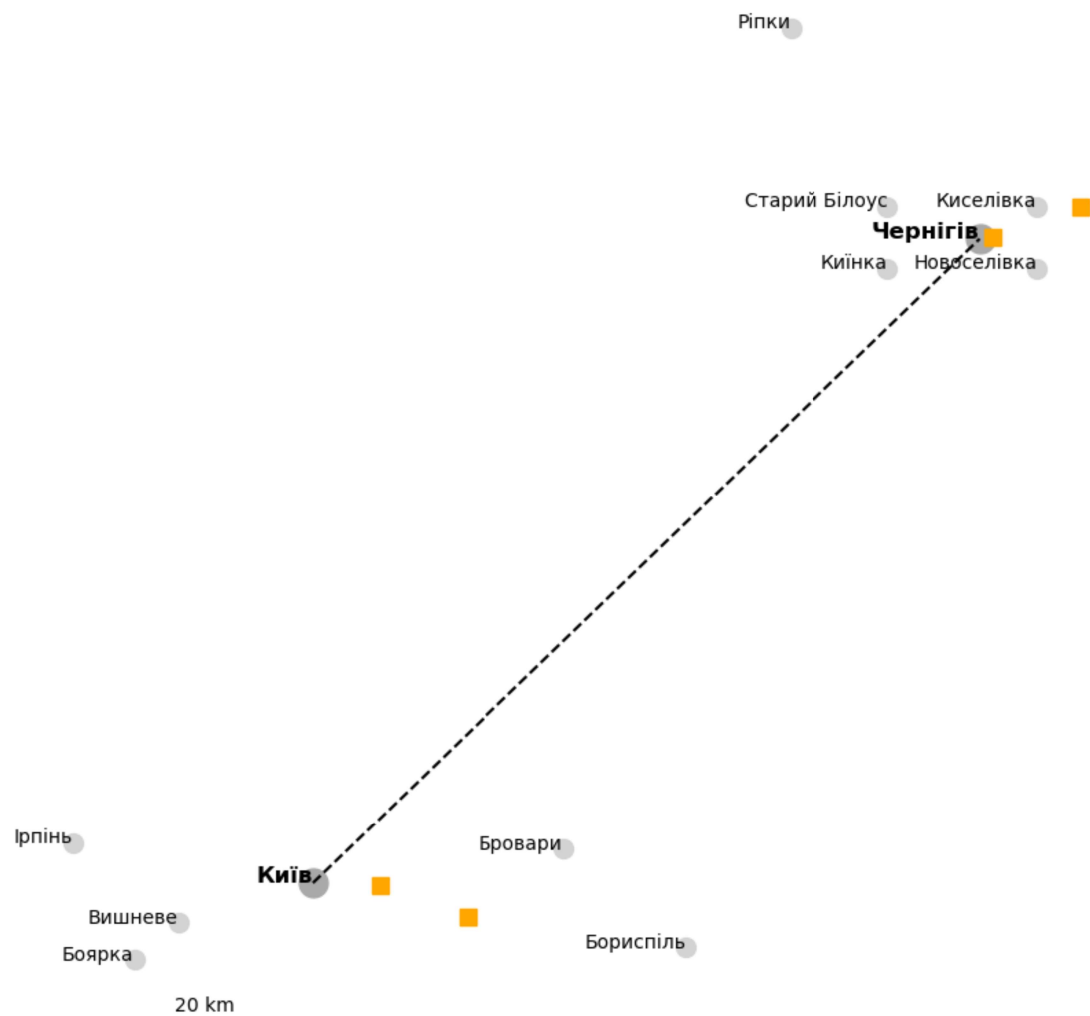 Ріпки
Старий Білоус
Киселівка
Чернігів
Киїнка
Новоселівка
Ірпінь
Бровари
Київ
Вишневе
Бориспіль
Боярка
20 km